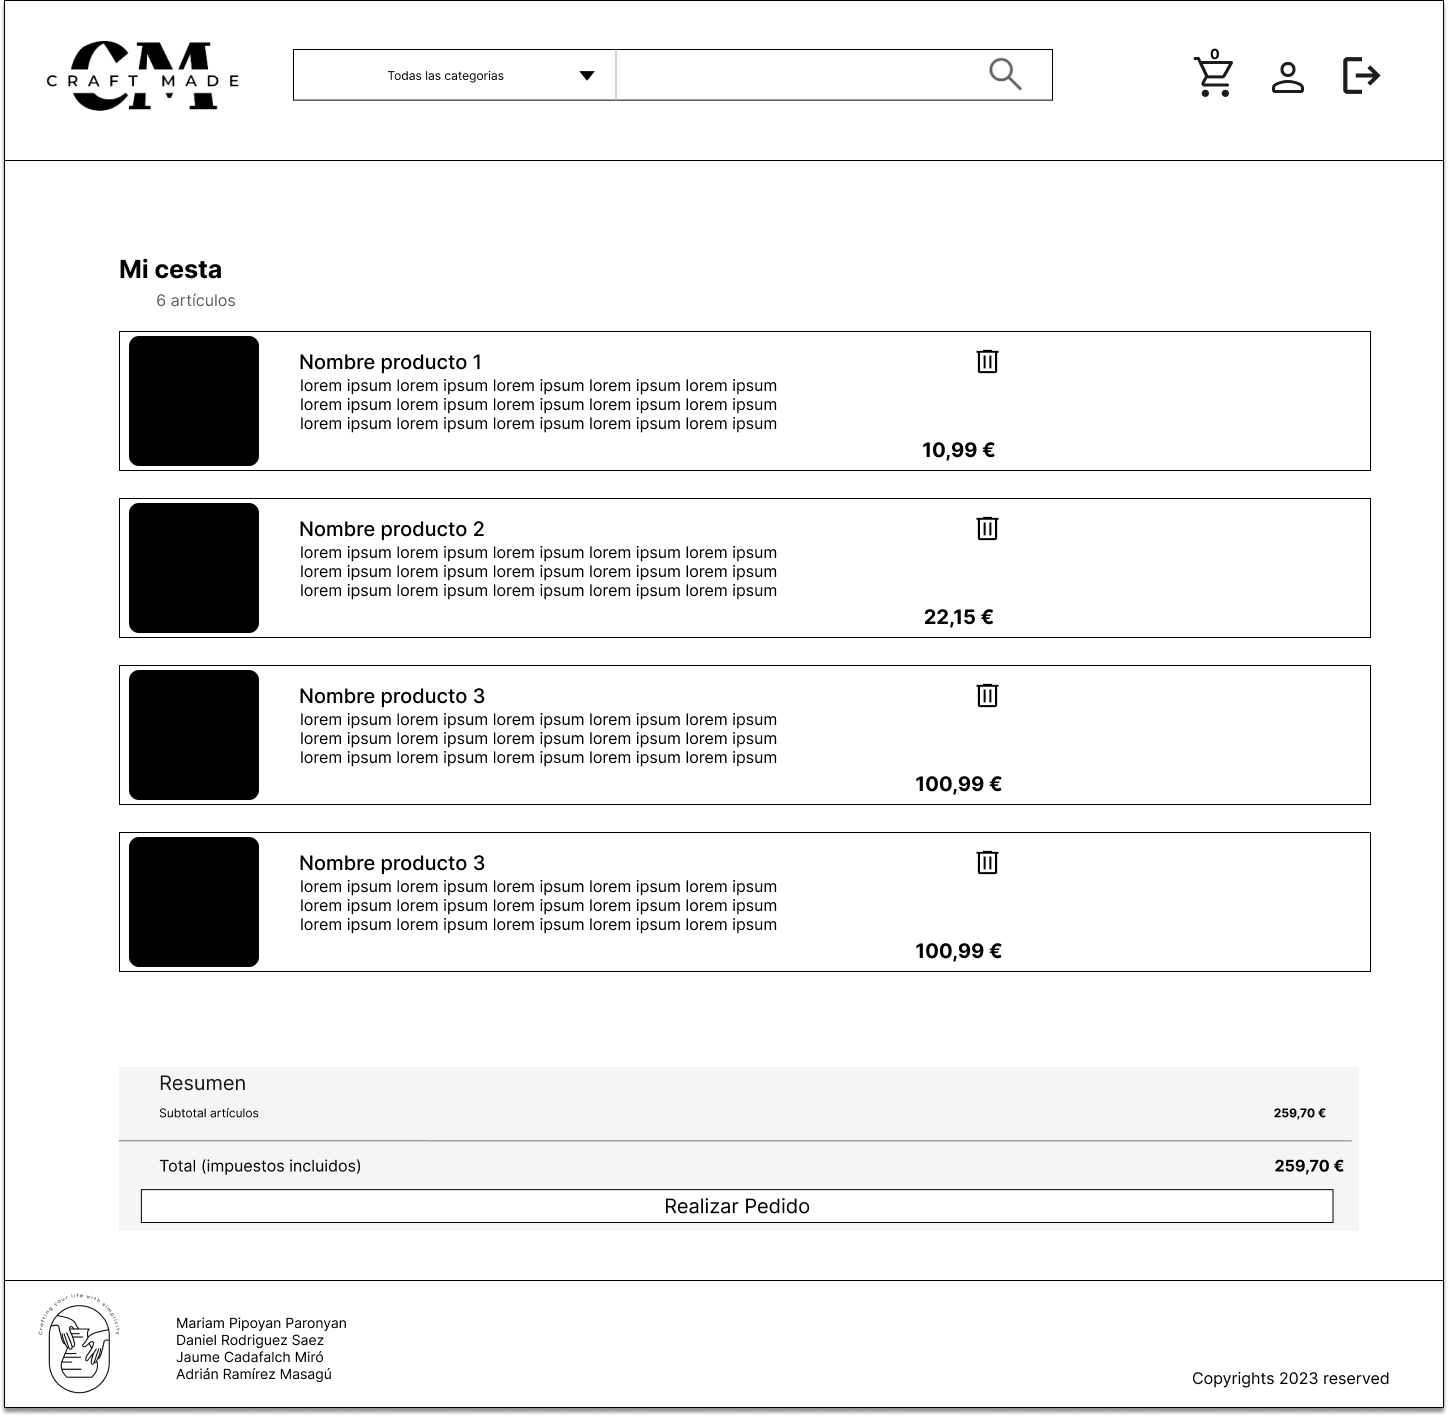 CM
CRAFT MADE
Todas las categorias
0
Mi cesta
6 artículos
Nombre producto 1
lorem ipsum lorem ipsum lorem ipsum lorem ipsum lorem ipsum
lorem ipsum lorem ipsum lorem ipsum lorem ipsum lorem ipsum
lorem ipsum lorem ipsum lorem ipsum lorem ipsum lorem ipsum
10,99 €
Nombre producto 2
lorem ipsum lorem ipsum lorem ipsum lorem ipsum lorem ipsum
lorem ipsum lorem ipsum lorem ipsum lorem ipsum lorem ipsum
lorem ipsum lorem ipsum lorem ipsum lorem ipsum lorem ipsum
22,15 €
Nombre producto 3
lorem ipsum lorem ipsum lorem ipsum lorem ipsum lorem ipsum
lorem ipsum lorem ipsum lorem ipsum lorem ipsum lorem ipsum
lorem ipsum lorem ipsum lorem ipsum lorem ipsum lorem ipsum
100,99 €
Nombre producto 3
lorem ipsum lorem ipsum lorem ipsum lorem ipsum lorem ipsum
lorem ipsum lorem ipsum lorem ipsum lorem ipsum lorem ipsum
lorem ipsum lorem ipsum lorem ipsum lorem ipsum lorem ipsum
100,99 €
Resumen
Subtotal artículos 259,70 €
Total (impuestos incluidos) 259,70 €
Realizar Pedido
Crafting your life with simplicity
Mariam Pipoyan Paronyan
Daniel Rodriguez Saez
Jaume Cadafalch Miró
Adrián Ramírez Masagú
Copyrights 2023 reserved